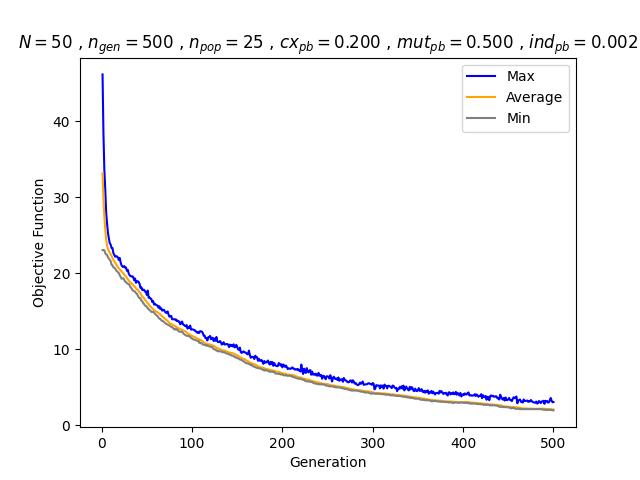 N = 50 , n_gen = 500 , n_pop = 25 , cx_pb = 0.200 , mut_pb = 0.500 , ind_pb = 0.002
Max
Average
Min
40
30
20
10
0
Objective Function
0 100 200 300 400 500
Generation